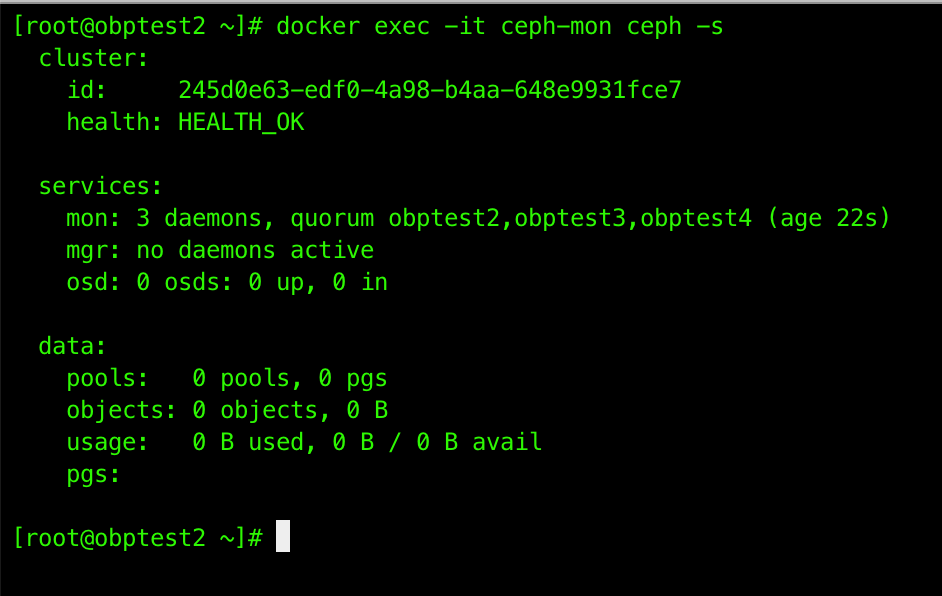 [root@obptest2 ~]# docker exec -it ceph-mon ceph -s
  cluster:
    id:     245d0e63-edf0-4a98-b4aa-648e9931fce7
    health: HEALTH_OK

  services:
    mon: 3 daemons, quorum obptest2,obptest3,obptest4 (age 22s)
    mgr: no daemons active
    osd: 0 osds: 0 up, 0 in

  data:
    pools:   0 pools, 0 pgs
    objects: 0 objects, 0 B
    usage:   0 B used, 0 B / 0 B avail
    pgs:

[root@obptest2 ~]#